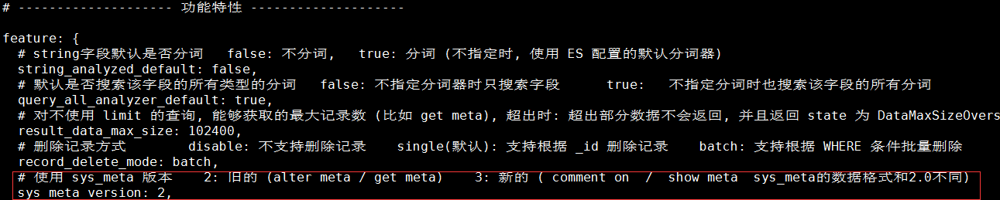 # -------------------- 功能特性 --------------------
feature: {
# string字段默认是否分词 false: 不分词, true: 分词 (不指定时, 使用 ES 配置的默认分词器)
string_analyzed_default: false,
# 默认是否搜索该字段的所有类型的分词 false: 不指定分词器时只搜索字段 true: 不指定分词时也搜索该字段的所有分词
query_all_analyzer_default: true,
# 对不使用 limit 的查询, 能够获取的最大记录数 (比如 get meta), 超出时: 超出部分数据不会返回, 并且返回 state 为 DataMaxSizeOvers
result_data_max_size: 102400,
# 删除记录方式 disable: 不支持删除记录 single(默认): 支持根据 _id 删除记录 batch: 支持根据 WHERE 条件批量删除
record_delete_mode: batch,
# 使用 sys_meta 版本 2: 旧的 (alter meta / get meta) 3: 新的 ( comment on / show meta sys_meta的数据格式和2.0不同)
sys_meta_version: 2,